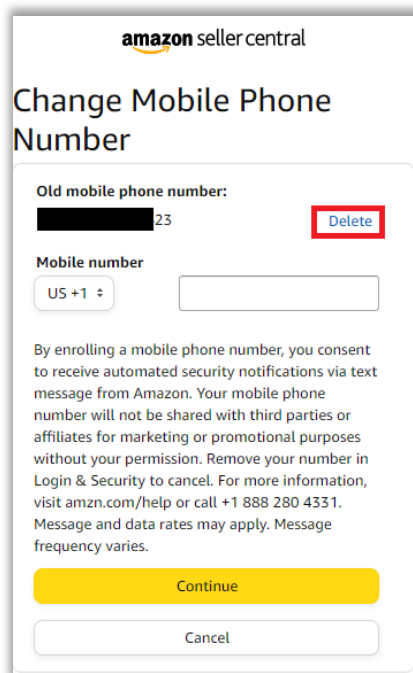 amazon seller central
Change Mobile Phone
Number
Old mobile phone number:
23 Delete
Mobile number
US +1
By enrolling a mobile phone number, you consent
to receive automated security notifications via text
message from Amazon. Your mobile phone
number will not be shared with third parties or
affiliates for marketing or promotional purposes
without your permission. Remove your number in
Login & Security to cancel. For more information,
visit amzn.com/help or call +1 888 280 4331.
Message and data rates may apply. Message
frequency varies.
Continue
Cancel